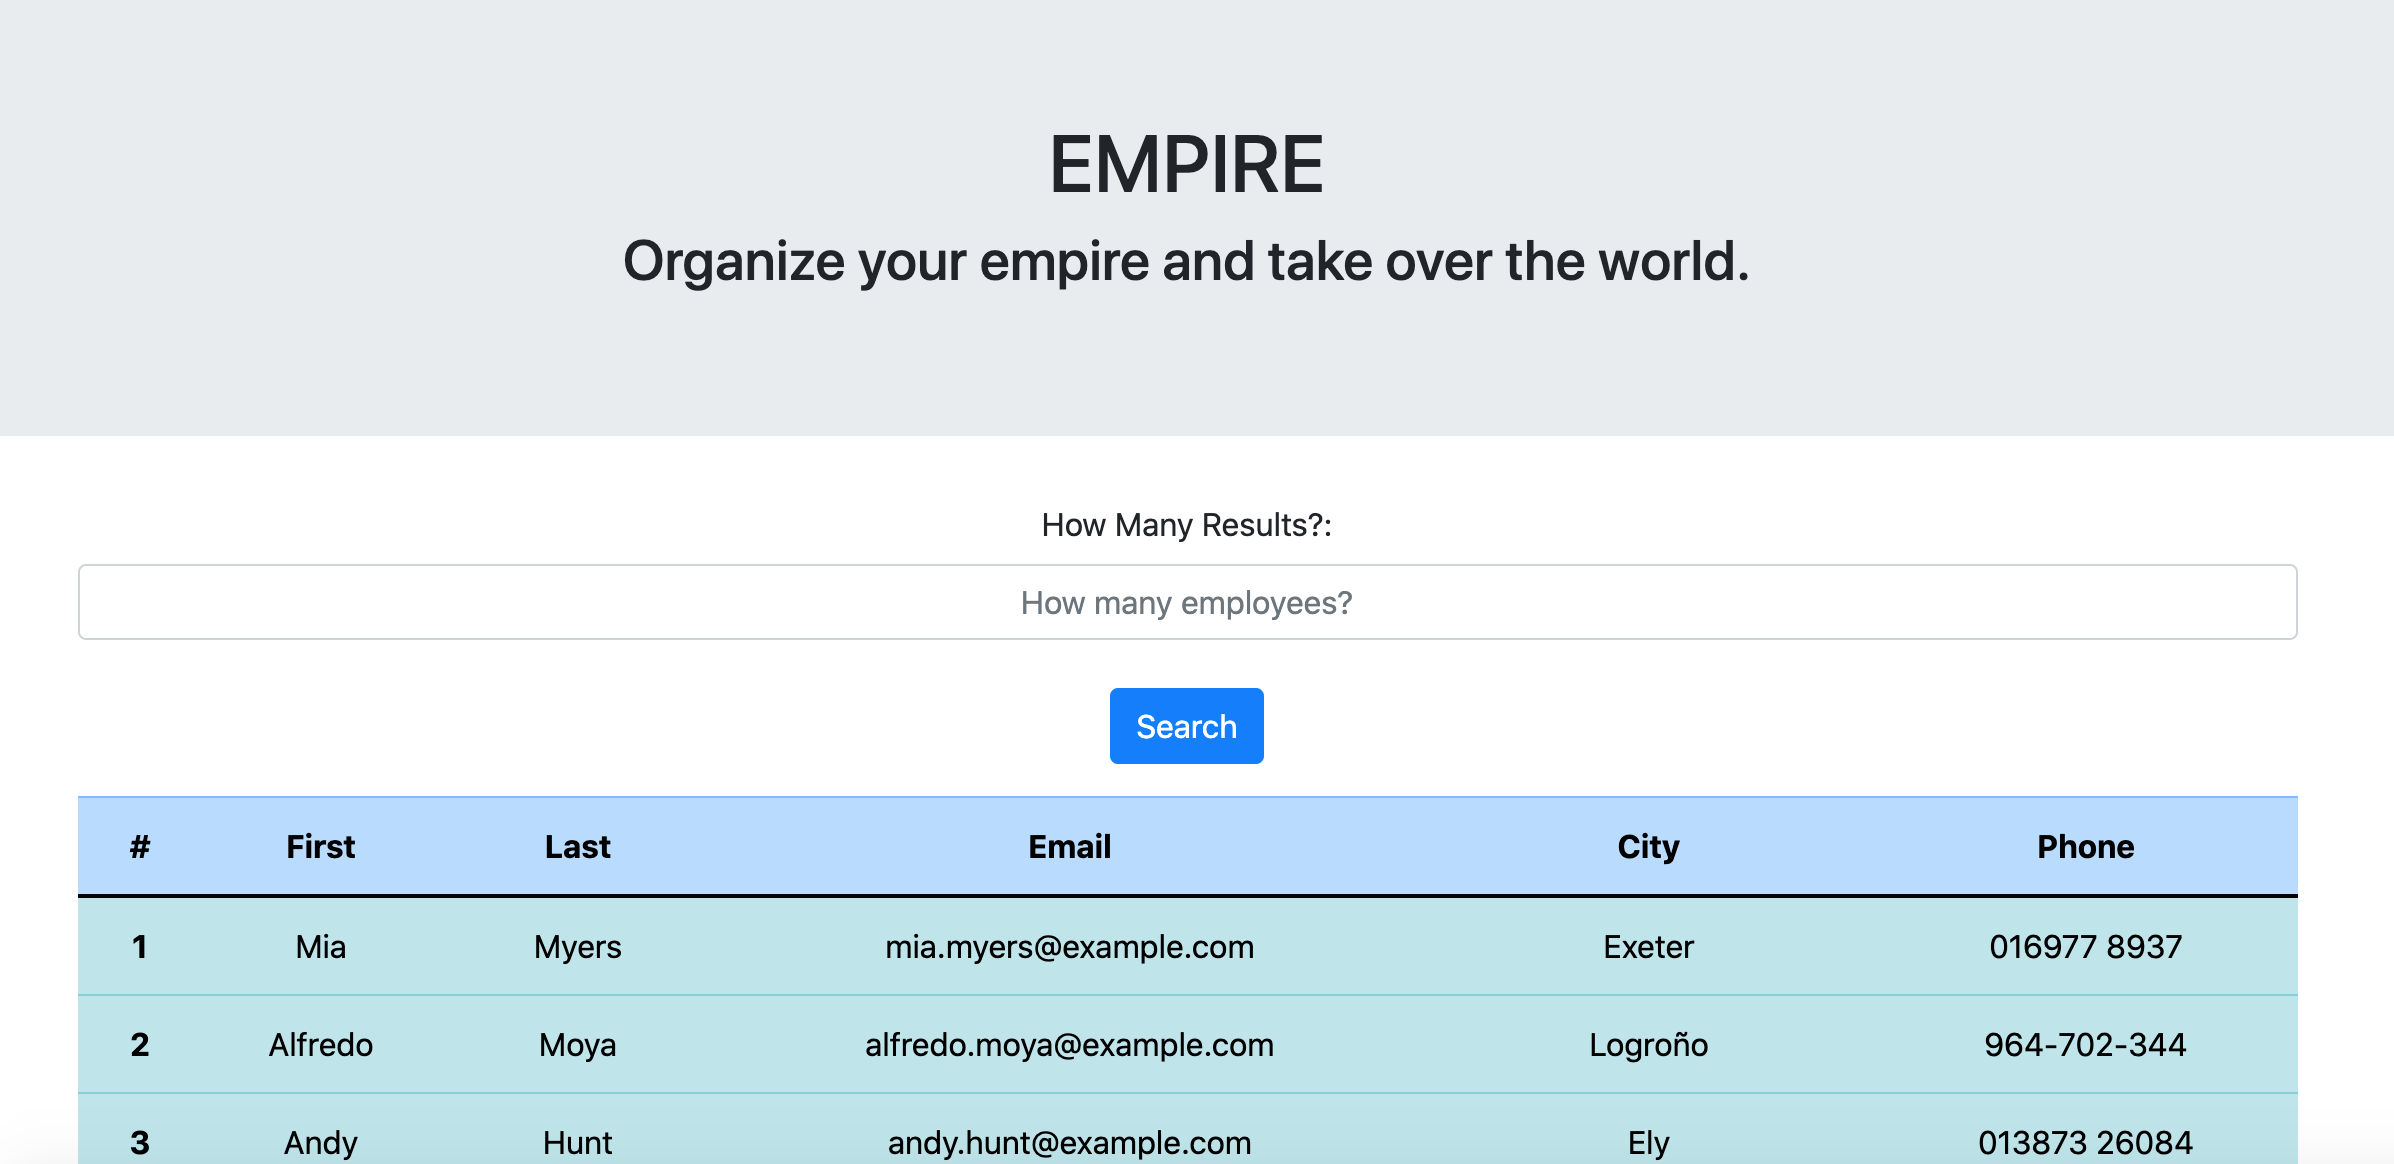 EMPIRE
Organize your empire and take over the world.
How Many Results?:
How many employees?
Search
# First Last Email City Phone
1 Mia Myers mia.myers@example.com Exeter 016977 8937
2 Alfredo Moya alfredo.moya@example.com Logroño 964-702-344
3 Andy Hunt andy.hunt@example.com Ely 013873 26084